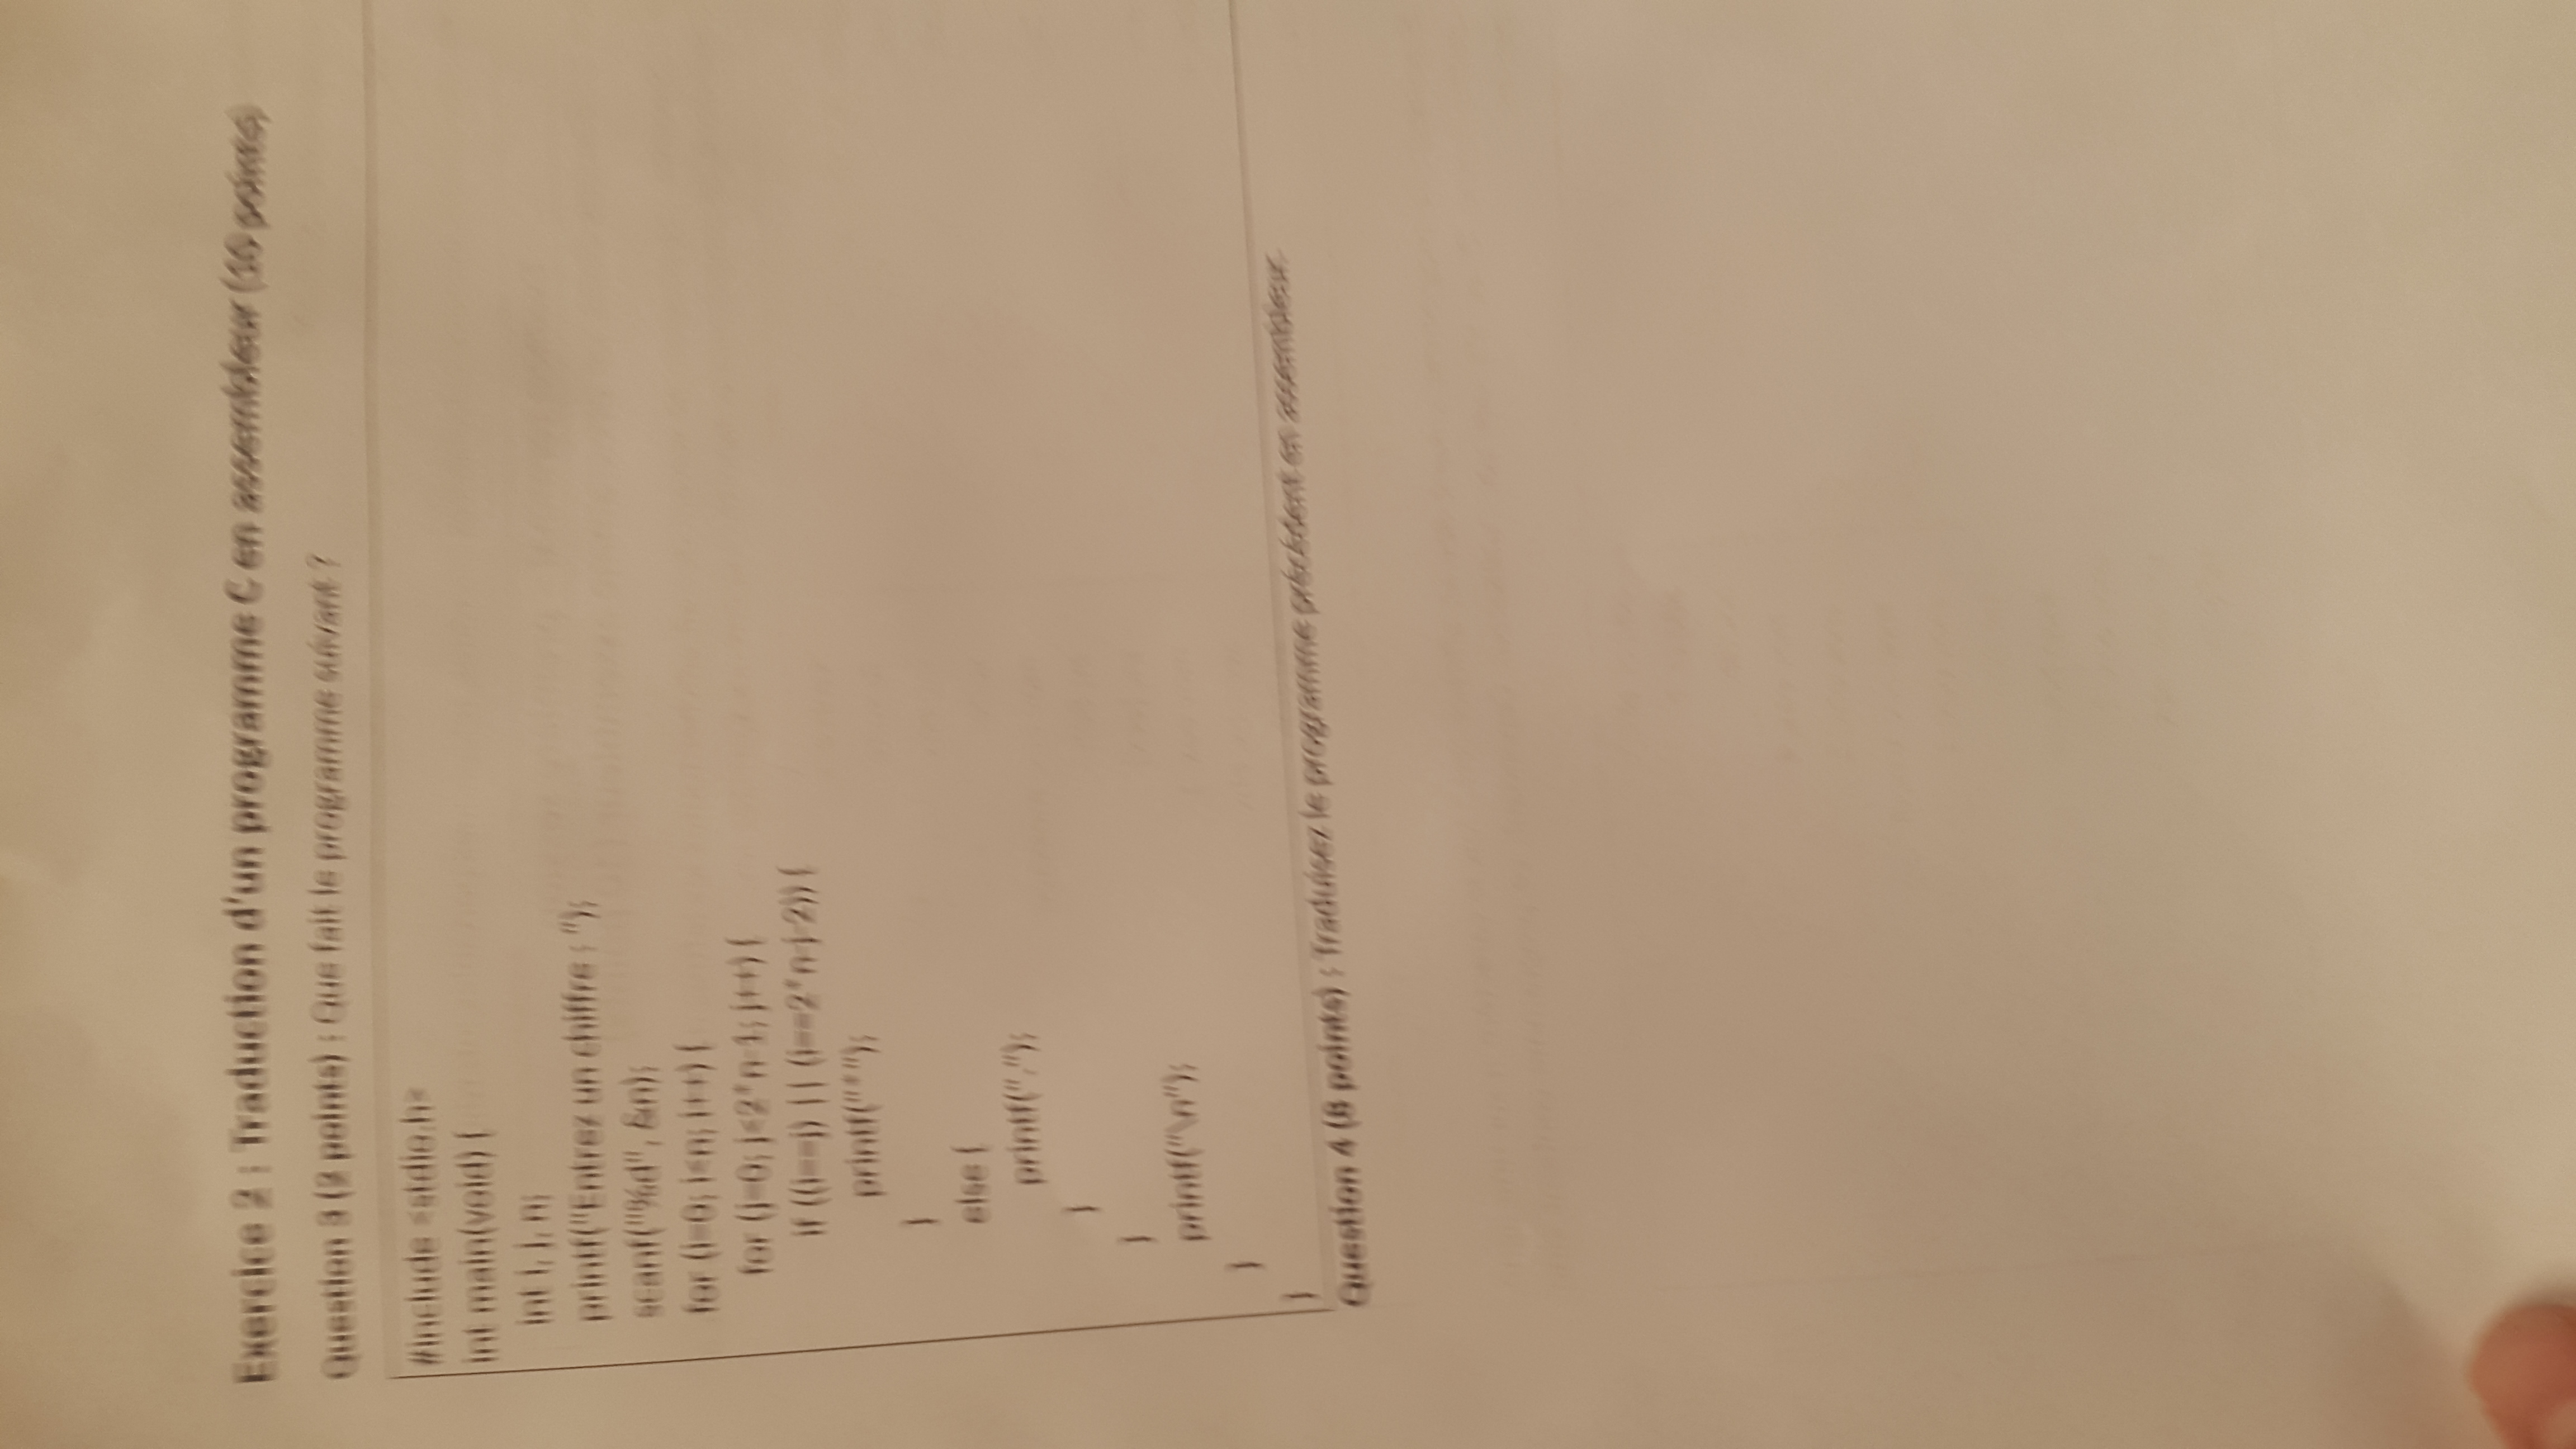 Exercice 2 : Traduction d'un programme C en assembleur (10 points)
Question 3 (2 points) : Que fait le programme suivant ?
#include <stdio.h>
int main(void) {
int i, j, n;
printf("Entrez un chiffre : ");
scanf("%d", &n);
for (i=0; i<n; i++) {
for (j=0; j<2*n-1; j++) {
if ((i==j) || (i==2*n-j-2)) {
printf("*");
}
else {
printf(".");
}
}
printf("\n");
}
}
Question 4 (8 points) : Traduisez le programme précédent en assembleur.